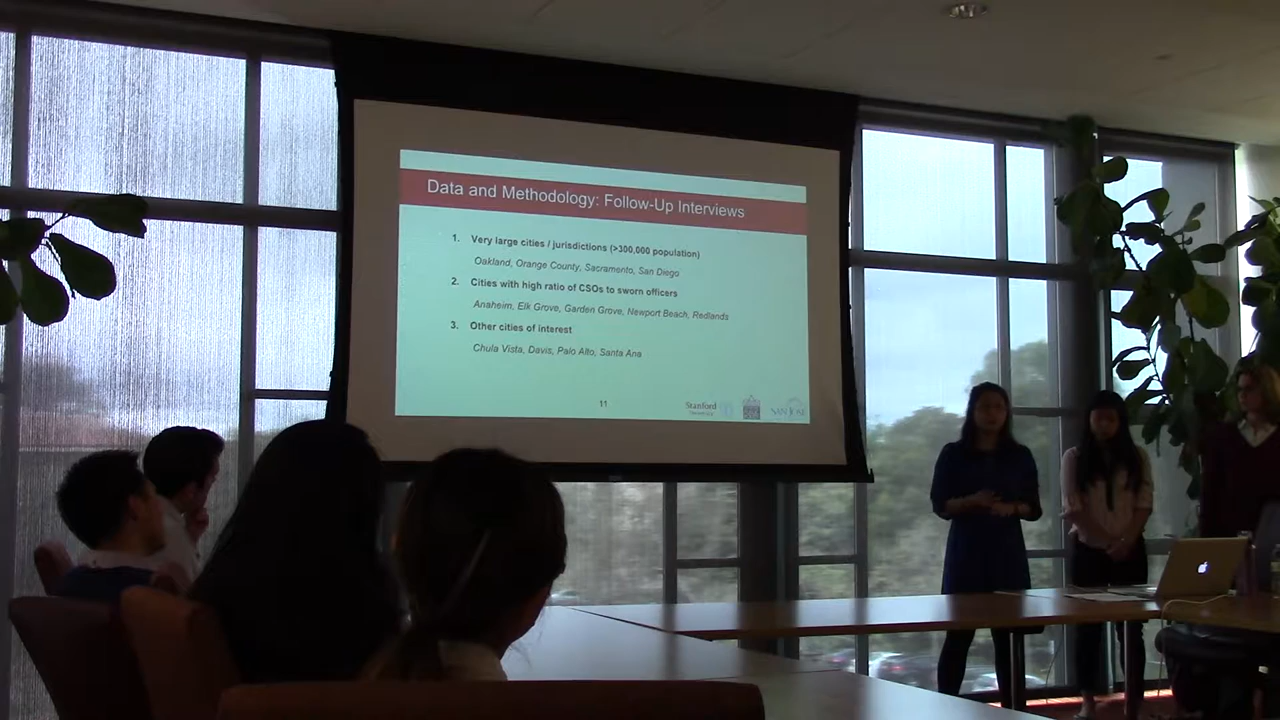 Data and Methodology: Follow-Up Interviews
1. Very large cities / jurisdictions (>300,000 population)
Oakland, Orange County, Sacramento, San Diego
2. Cities with high ratio of CSOs to sworn officers
Anaheim, Elk Grove, Garden Grove, Newport Beach, Redlands
3. Other cities of interest
Chula Vista, Davis, Palo Alto, Santa Ana
11
Stanford
SAN JOSE